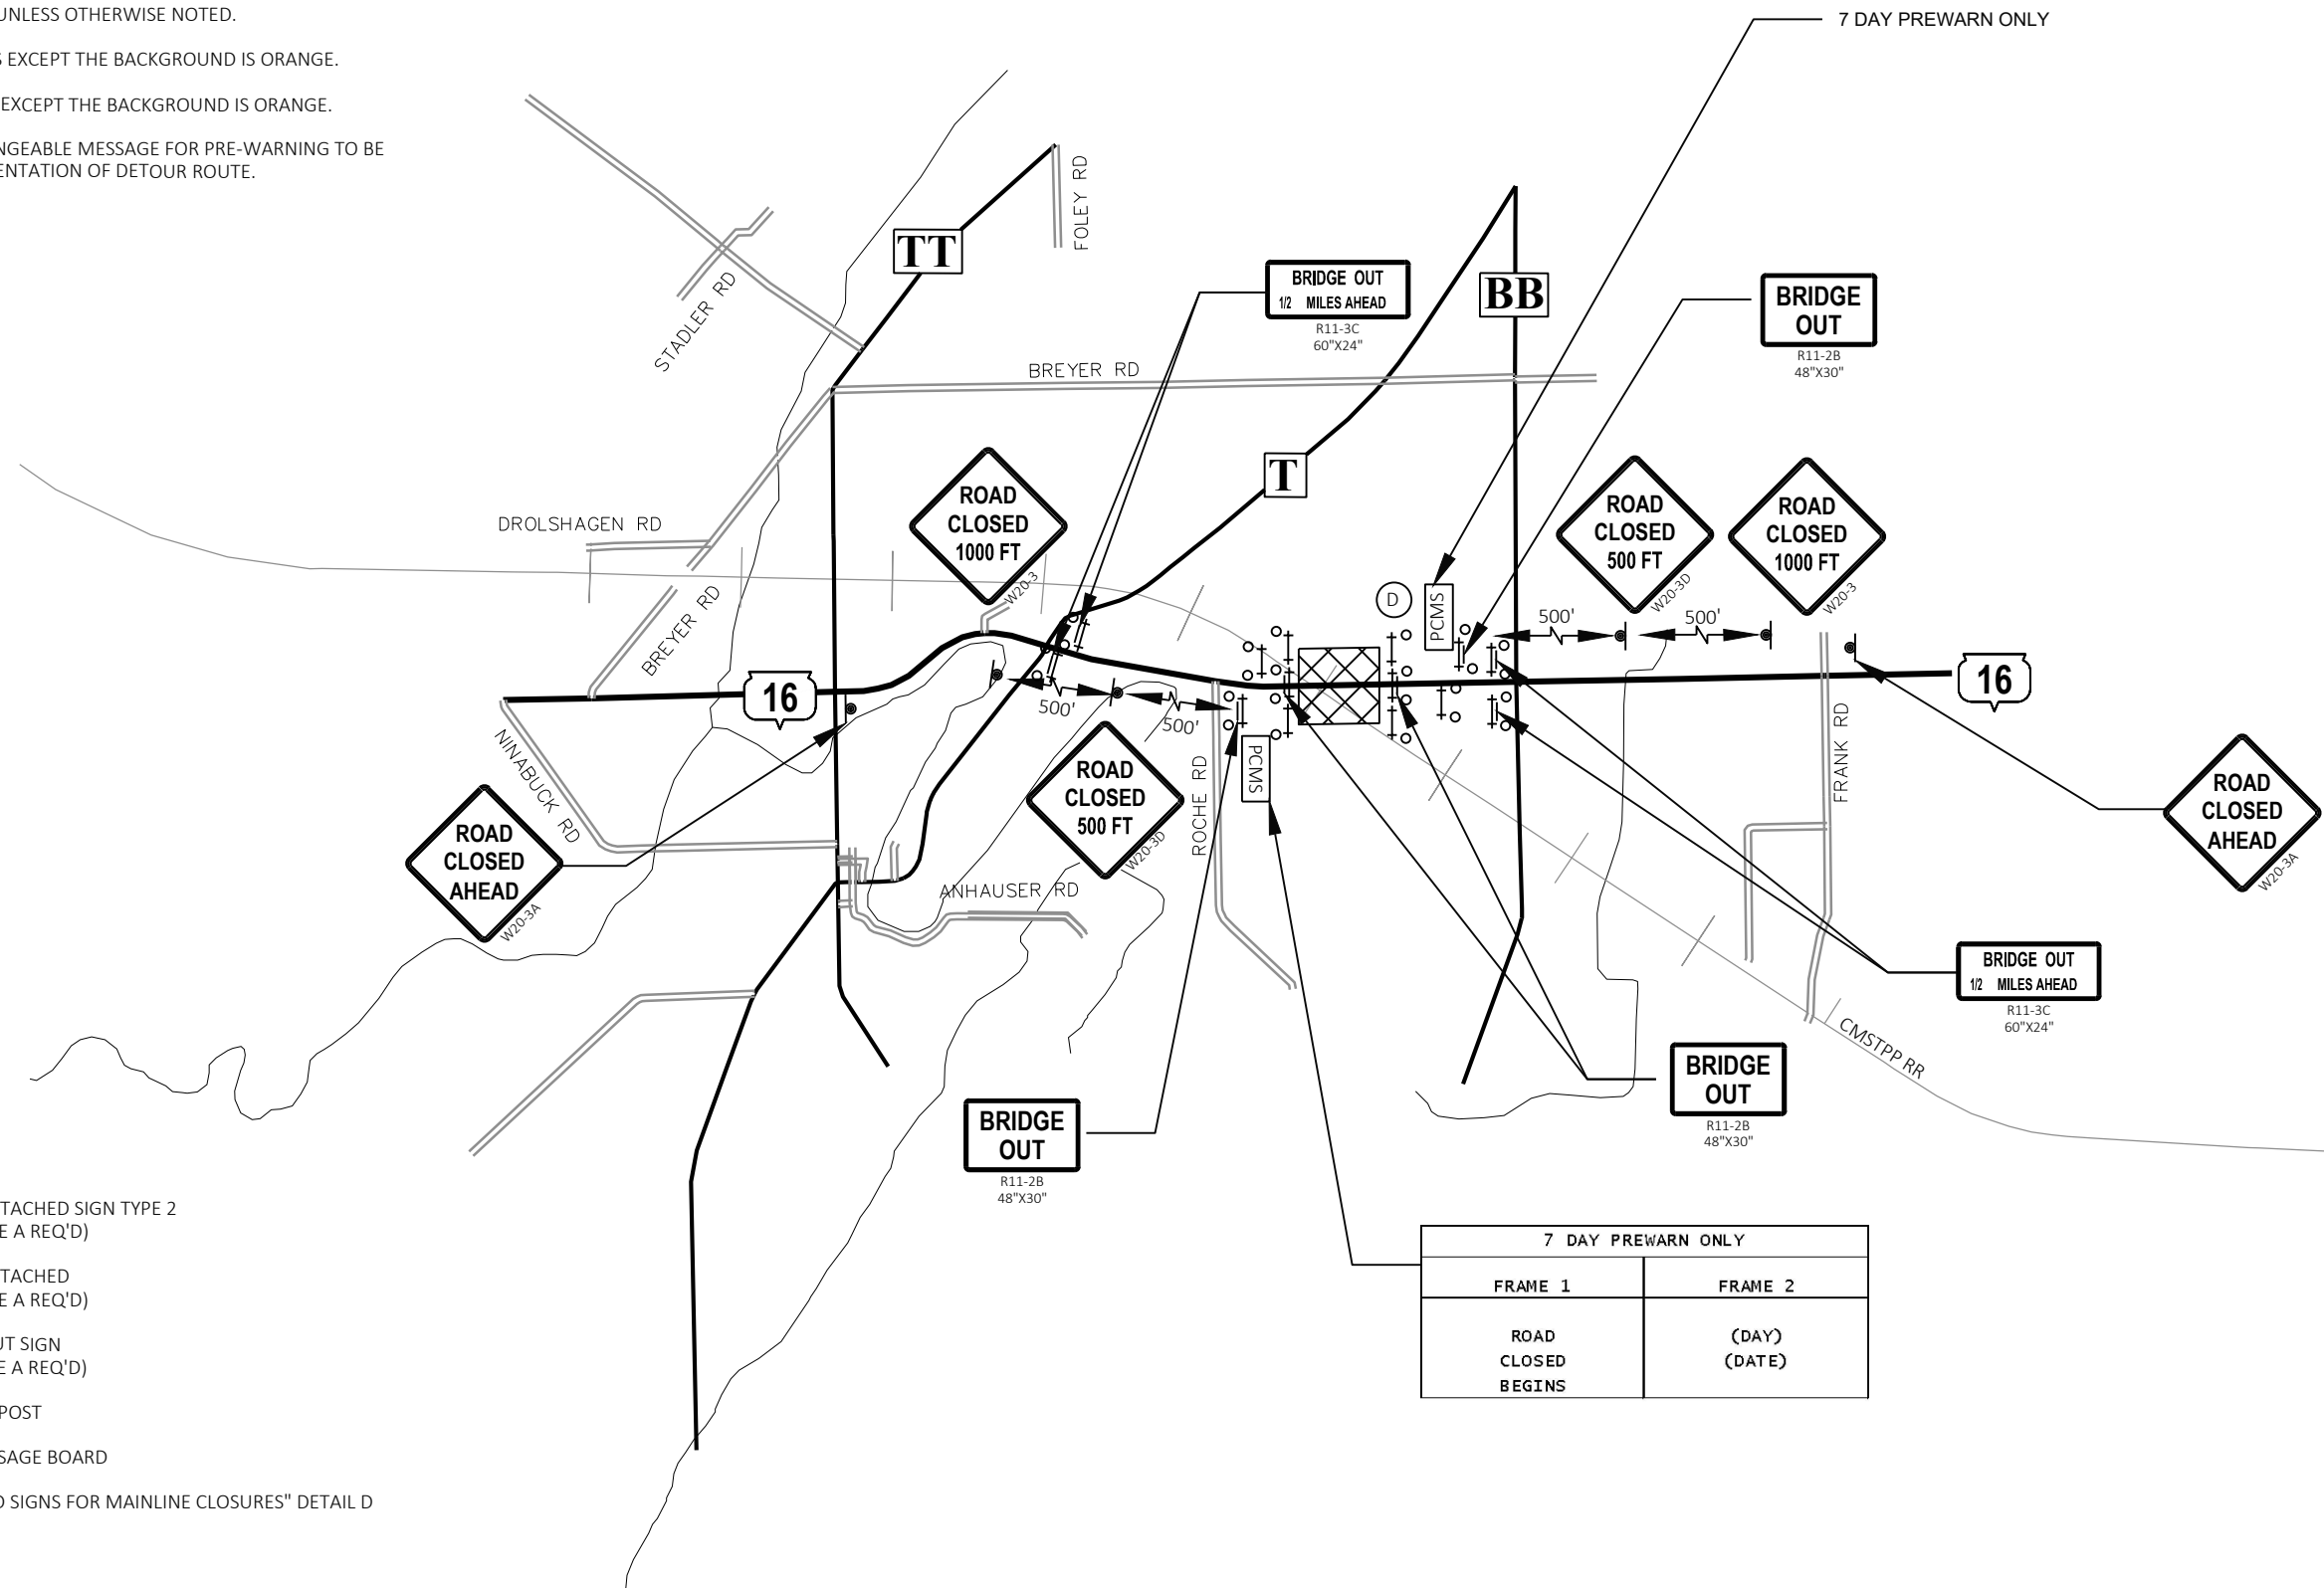 UNLESS OTHERWISE NOTED.
EXCEPT THE BACKGROUND IS ORANGE.
EXCEPT THE BACKGROUND IS ORANGE.
NGEABLE MESSAGE FOR PRE-WARNING TO BE
ENTATION OF DETOUR ROUTE.
7 DAY PREWARN ONLY
FOLEY RD
TT
STADLER RD
BREYER RD
BRIDGE OUT
1/2 MILES AHEAD
R11-3C
60"X24"
BB
BRIDGE
OUT
R11-2B
48"X30"
T
DROLSHAGEN RD
BREYER RD
ROAD
CLOSED
1000 FT
W20-3
D
PCMS
ROAD
CLOSED
500 FT
W20-3D
ROAD
CLOSED
1000 FT
W20-3
500'
500'
16
16
500'
500'
NINABUCK RD
ROAD
CLOSED
AHEAD
W20-3A
ROAD
CLOSED
500 FT
W20-3D
PCMS
ROCHE RD
ANHAUSER RD
FRANK RD
ROAD
CLOSED
AHEAD
W20-3A
BRIDGE OUT
1/2 MILES AHEAD
R11-3C
60"X24"
CMSTPP RR
BRIDGE
OUT
R11-2B
48"X30"
BRIDGE
OUT
R11-2B
48"X30"
7 DAY PREWARN ONLY
FRAME 1
FRAME 2
ROAD
CLOSED
BEGINS
(DAY)
(DATE)
TACHED SIGN TYPE 2
E A REQ'D)
TACHED
E A REQ'D)
UT SIGN
E A REQ'D)
POST
SAGE BOARD
D SIGNS FOR MAINLINE CLOSURES" DETAIL D